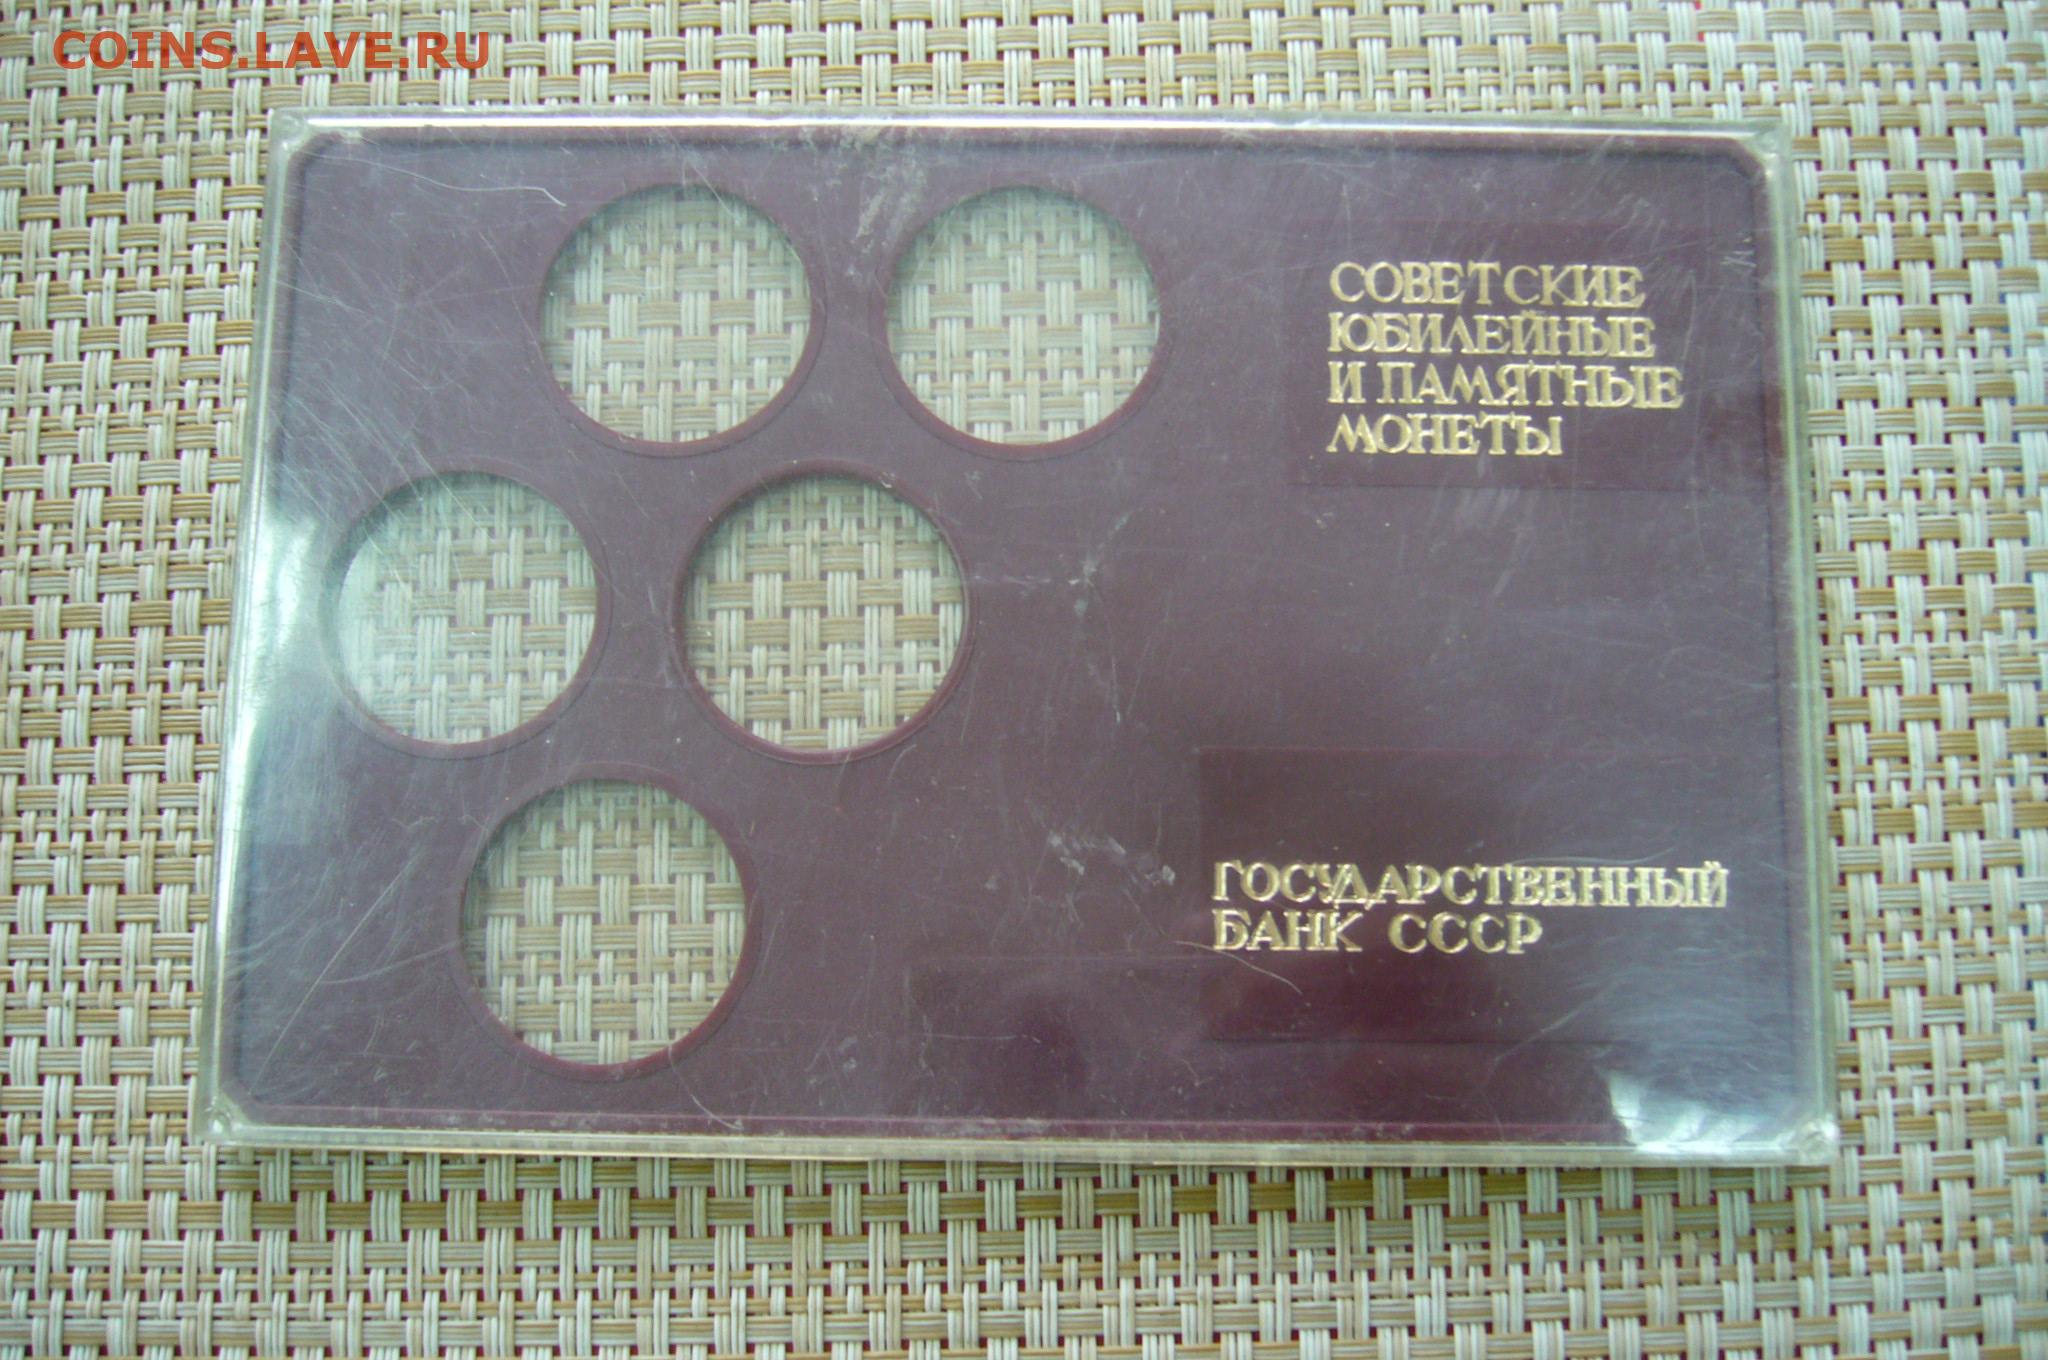 COINS.LAVE.RU
СОВЕТСКИЕ
ЮБИЛЕЙНЫЕ
И ПАМЯТНЫЕ
МОНЕТЫ
ГОСУДАРСТВЕННЫЙ
БАНК СССР